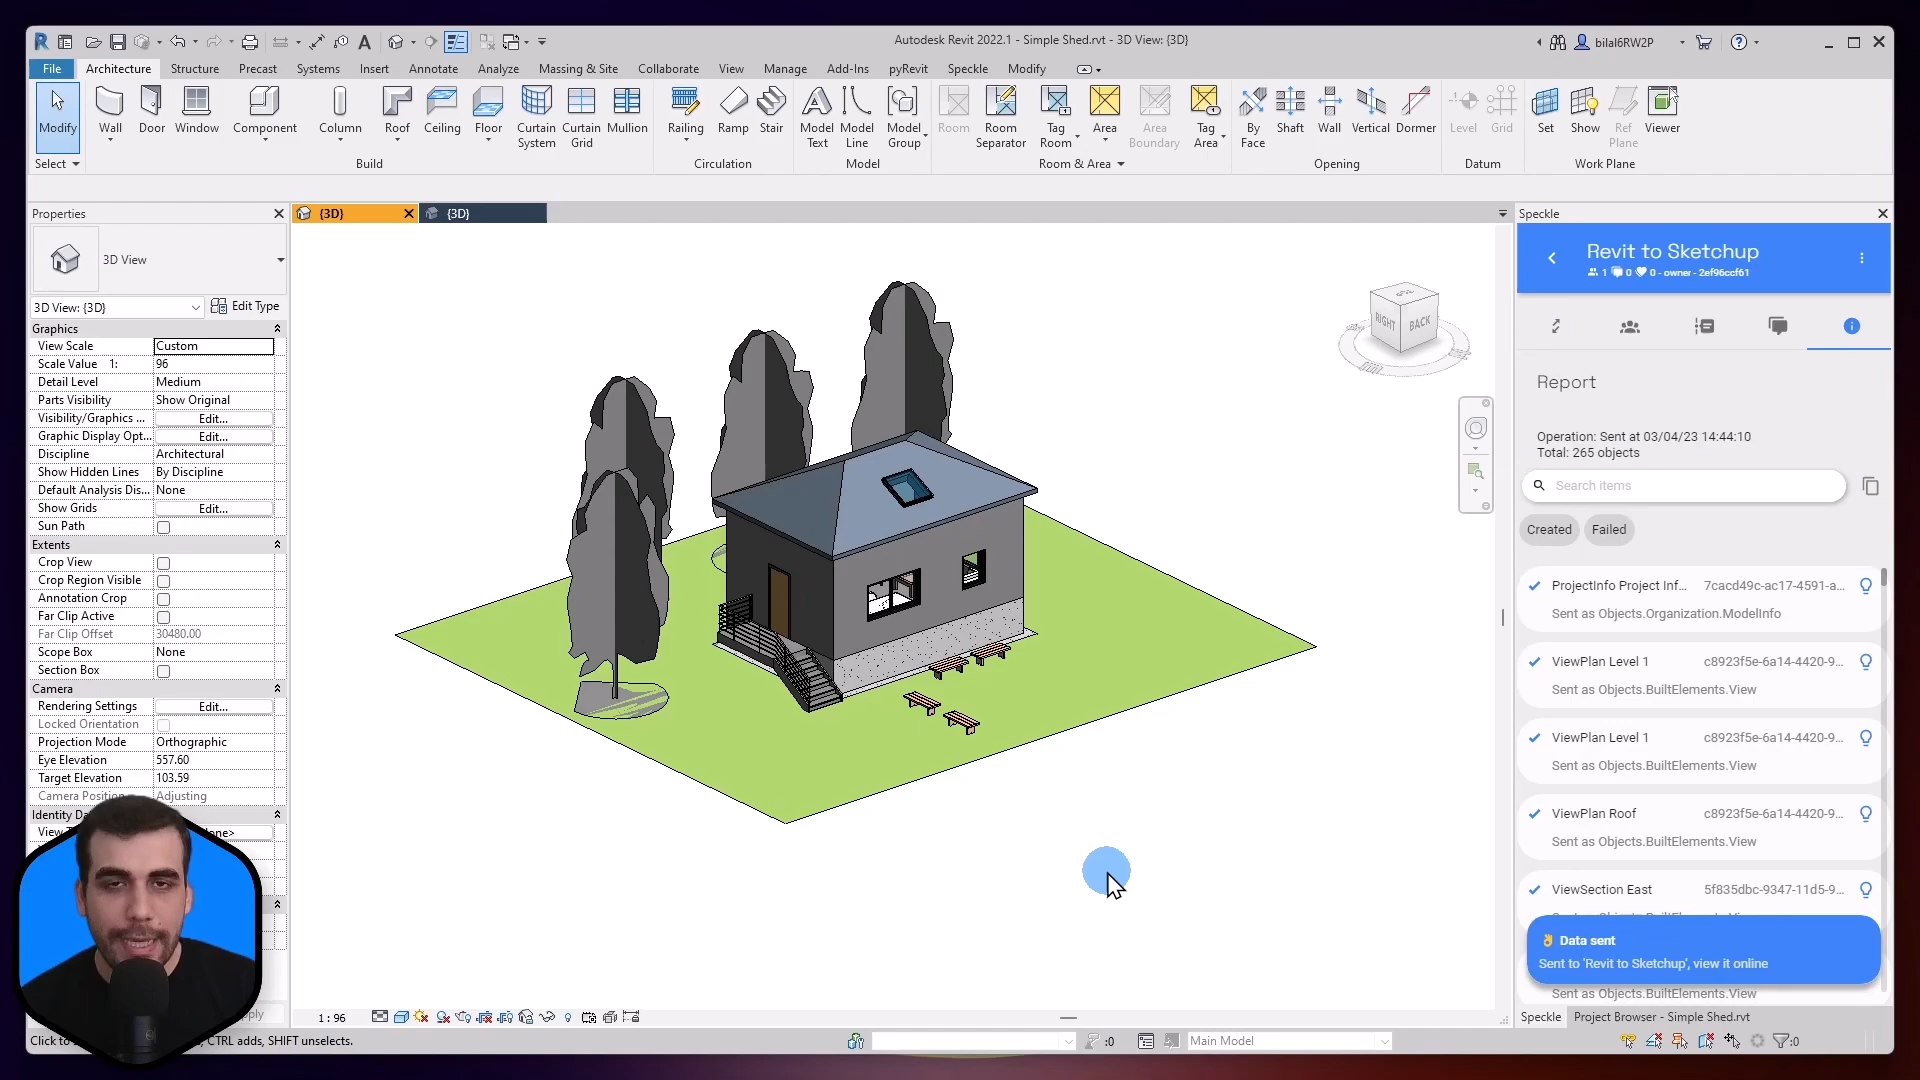 Autodesk Revit 2022.1 - Simple Shed.rvt - 3D View: {3D}
bilal6RW2P
File Architecture Structure Precast Systems Insert Annotate Analyze Massing & Site Collaborate View Manage Add-Ins pyRevit Speckle Modify
Modify Wall Door Window Component Column Roof Ceiling Floor Curtain System Curtain Grid Mullion Railing Ramp Stair Model Text Model Line Model Group Room Room Separator Tag Room Area Area Boundary Tag Area By Face Shaft Wall Vertical Dormer Level Grid Set Show Ref Plane Viewer
Select Build Circulation Model Room & Area Opening Datum Work Plane
Properties
{3D}
{3D}
3D View
3D View: {3D}
Edit Type
Graphics
View Scale Custom
Scale Value 1: 96
Detail Level Medium
Parts Visibility Show Original
Visibility/Graphics ... Edit...
Graphic Display Opt... Edit...
Discipline Architectural
Show Hidden Lines By Discipline
Default Analysis Dis... None
Show Grids Edit...
Sun Path
Extents
Crop View
Crop Region Visible
Annotation Crop
Far Clip Active
Far Clip Offset 30480.00
Scope Box None
Section Box
Camera
Rendering Settings Edit...
Locked Orientation
Projection Mode Orthographic
Eye Elevation 557.60
Target Elevation 103.59
Camera Position Adjusting
Identity Da
TOP
RIGHT
BACK
1 : 96
Speckle
Revit to Sketchup
1 0 0 - owner - 2ef96ccf61
Report
Operation: Sent at 03/04/23 14:44:10
Total: 265 objects
Search items
Created Failed
ProjectInfo Project Inf... 7cacd49c-ac17-4591-a...
Sent as Objects.Organization.ModelInfo
ViewPlan Level 1 c8923f5e-6a14-4420-9...
Sent as Objects.BuiltElements.View
ViewPlan Level 1 c8923f5e-6a14-4420-9...
Sent as Objects.BuiltElements.View
ViewPlan Roof c8923f5e-6a14-4420-9...
Sent as Objects.BuiltElements.View
ViewSection East 5f835dbc-9347-11d5-9...
Data sent
Sent to 'Revit to Sketchup', view it online
Sent as Objects.BuiltElements.View
Speckle Project Browser - Simple Shed.rvt
Click to
, CTRL adds, SHIFT unselects.
:0
Main Model
:0